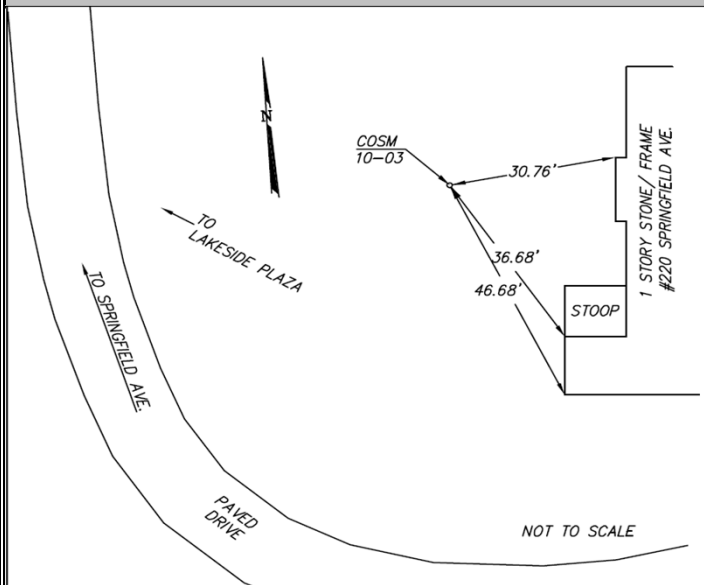 N
COSM
10-03
30.76'
1 STORY STONE/ FRAME
#220 SPRINGFIELD AVE.
TO
LAKESIDE PLAZA
36.68'
46.68'
STOOP
TO SPRINGFIELD AVE.
PAVED
DRIVE
NOT TO SCALE